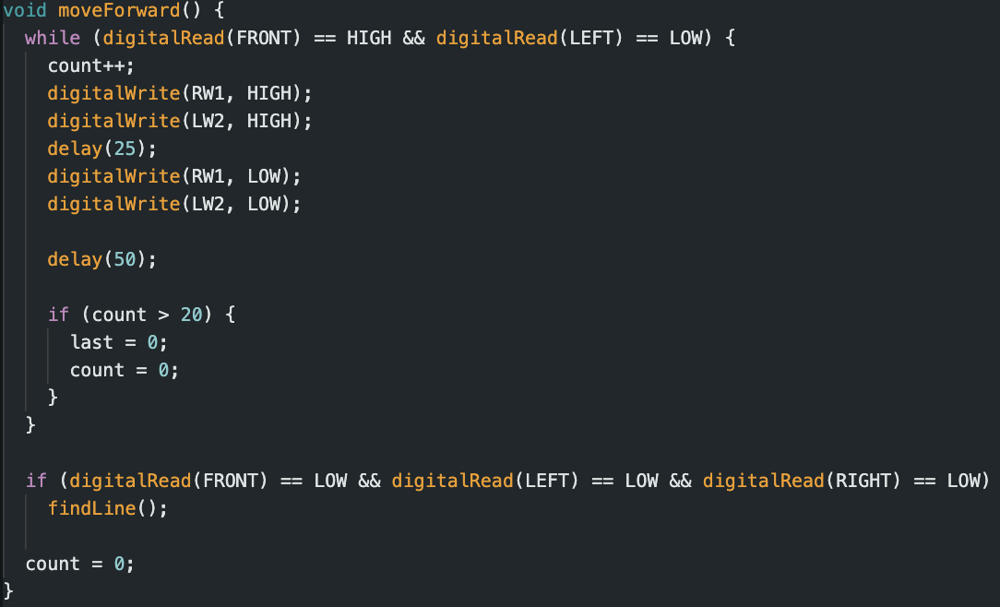 void moveForward() {
while (digitalRead(FRONT) == HIGH && digitalRead(LEFT) == LOW) {
count++;
digitalWrite(RW1, HIGH);
digitalWrite(LW2, HIGH);
delay(25);
digitalWrite(RW1, LOW);
digitalWrite(LW2, LOW);
delay(50);
if (count > 20) {
last = 0;
count = 0;
}
}
if (digitalRead(FRONT) == LOW && digitalRead(LEFT) == LOW && digitalRead(RIGHT) == LOW)
findLine();
count = 0;
}